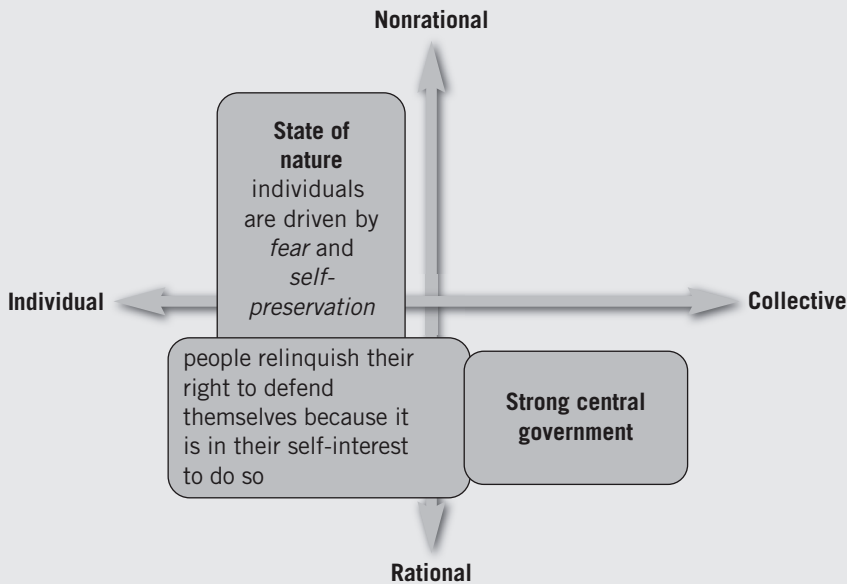 Nonrational
State of
nature
individuals
are driven by
fear and
self-
preservation
Individual
Collective
people relinquish their
right to defend
themselves because it
is in their self-interest
to do so
Strong central
government
Rational